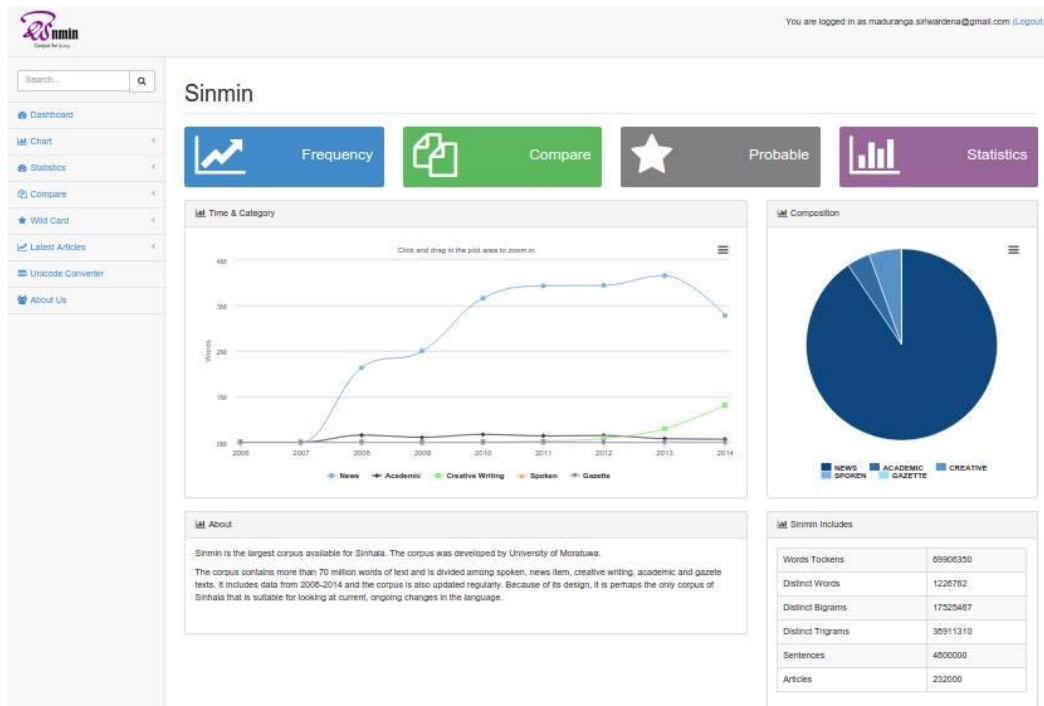 Sinmin
Corpus for Sinhala
You are logged in as maduranga.siriwardena@gmail.com (Logout)
Search...
Dashboard
Chart
Statistics
Compare
Wild Card
Latest Articles
Unicode Converter
About Us
Sinmin
Frequency
Compare
Probable
Statistics
Time & Category
Click and drag in the plot area to zoom in
4M
3M
2M
1M
0M
Words
2006 2007 2008 2009 2010 2011 2012 2013 2014
News Academic Creative Writing Spoken Gazette
Composition
NEWS ACADEMIC CREATIVE
SPOKEN GAZETTE
About
Sinmin is the largest corpus available for Sinhala. The corpus was developed by University of Moratuwa.
The corpus contains more than 70 million words of text and is divided among spoken, news item, creative writing, academic and gazete
texts. It includes data from 2006-2014 and the corpus is also updated regularly. Because of its design, it is perhaps the only corpus of
Sinhala that is suitable for looking at current, ongoing changes in the language.
Sinmin Includes
Words Tockens 69906350
Distinct Words 1226762
Distinct Bigrams 17525467
Distinct Trigrams 38911310
Sentences 4800000
Articles 232000